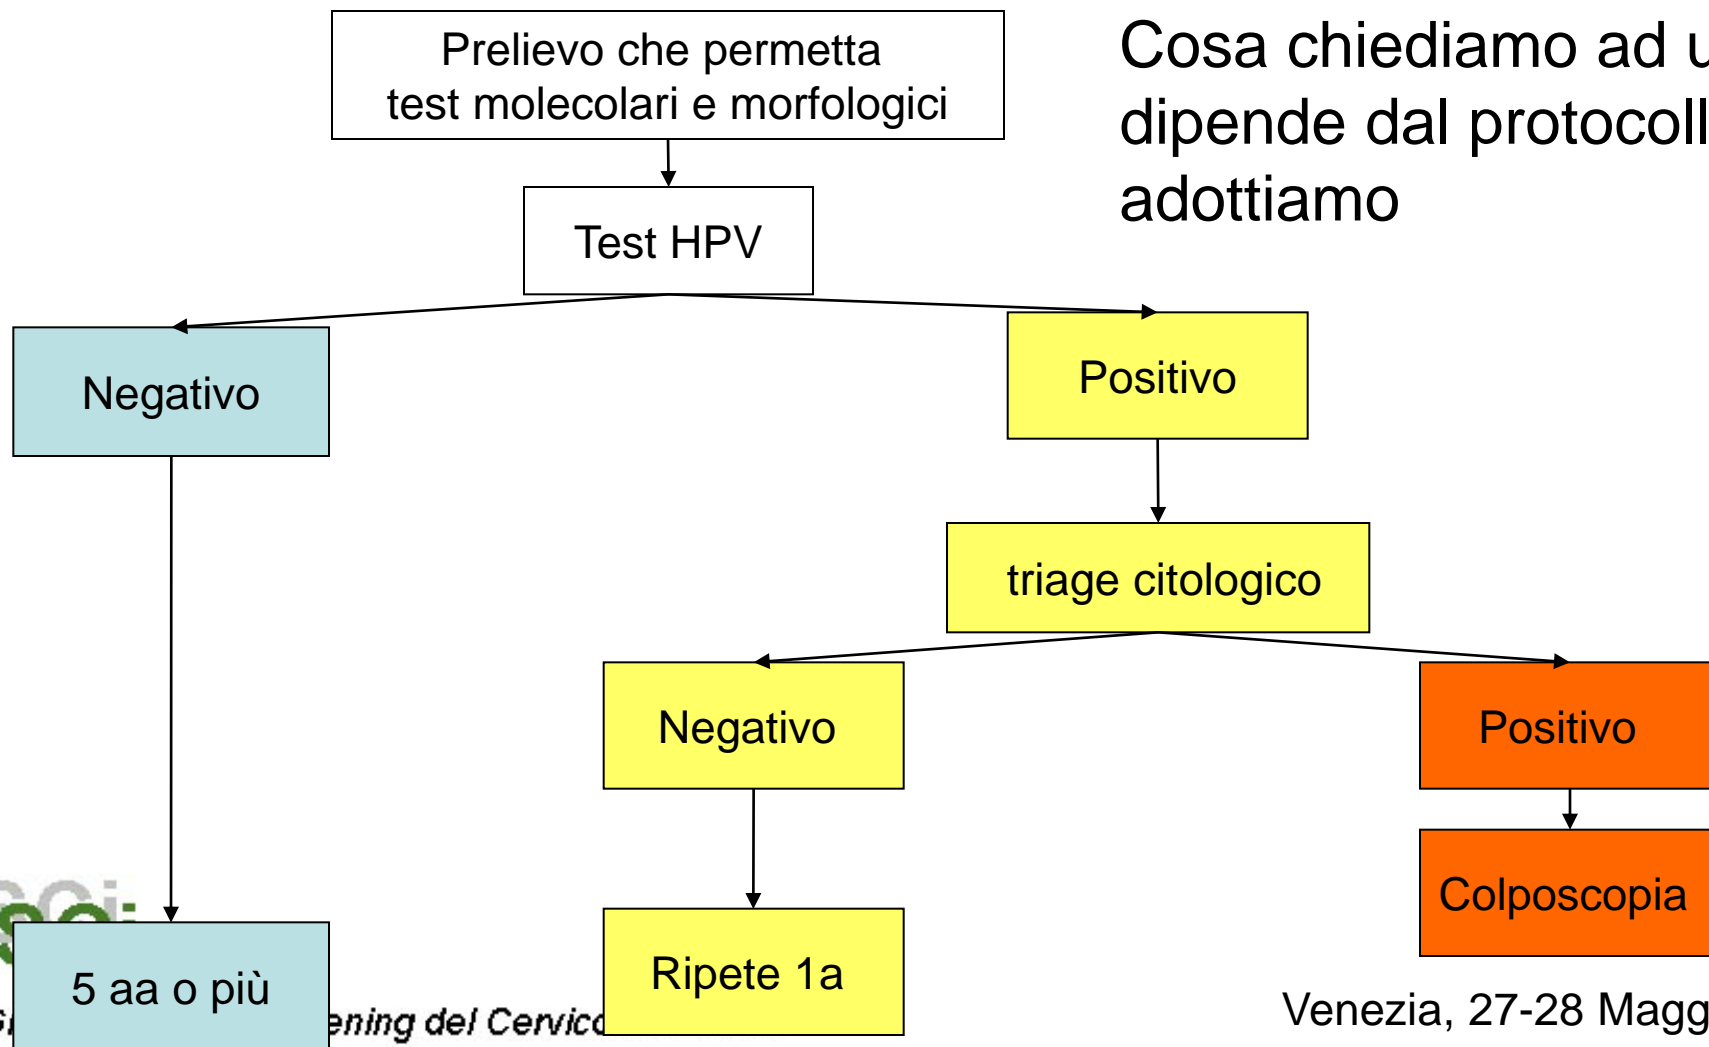 Prelievo che permetta
test molecolari e morfologici
Cosa chiediamo ad
dipende dal protocoll
adottiamo
Test HPV
Negativo
Positivo
triage citologico
Negativo
Positivo
Colposcopia
5 aa o più
Ripete 1a
ening del Cervico
Venezia, 27-28 Magg